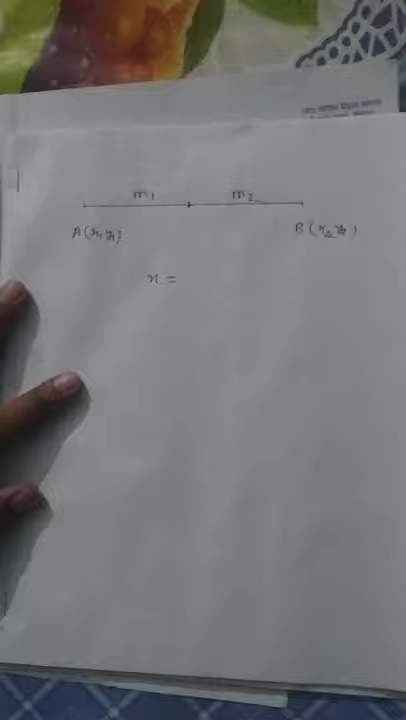 m₁ m₂
A(x₁ y₁) B(x₂ y₂)
x =